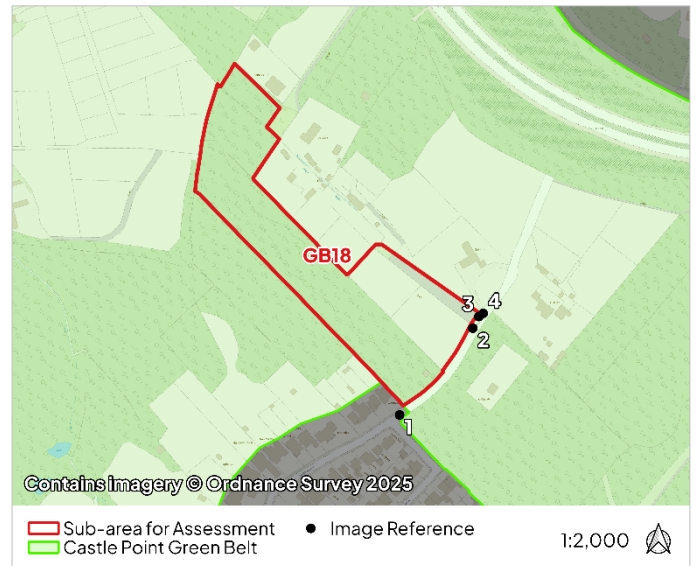 GB18
3 4
2
1
Contains imagery © Ordnance Survey 2025
Sub-area for Assessment
Image Reference
1:2,000
Castle Point Green Belt